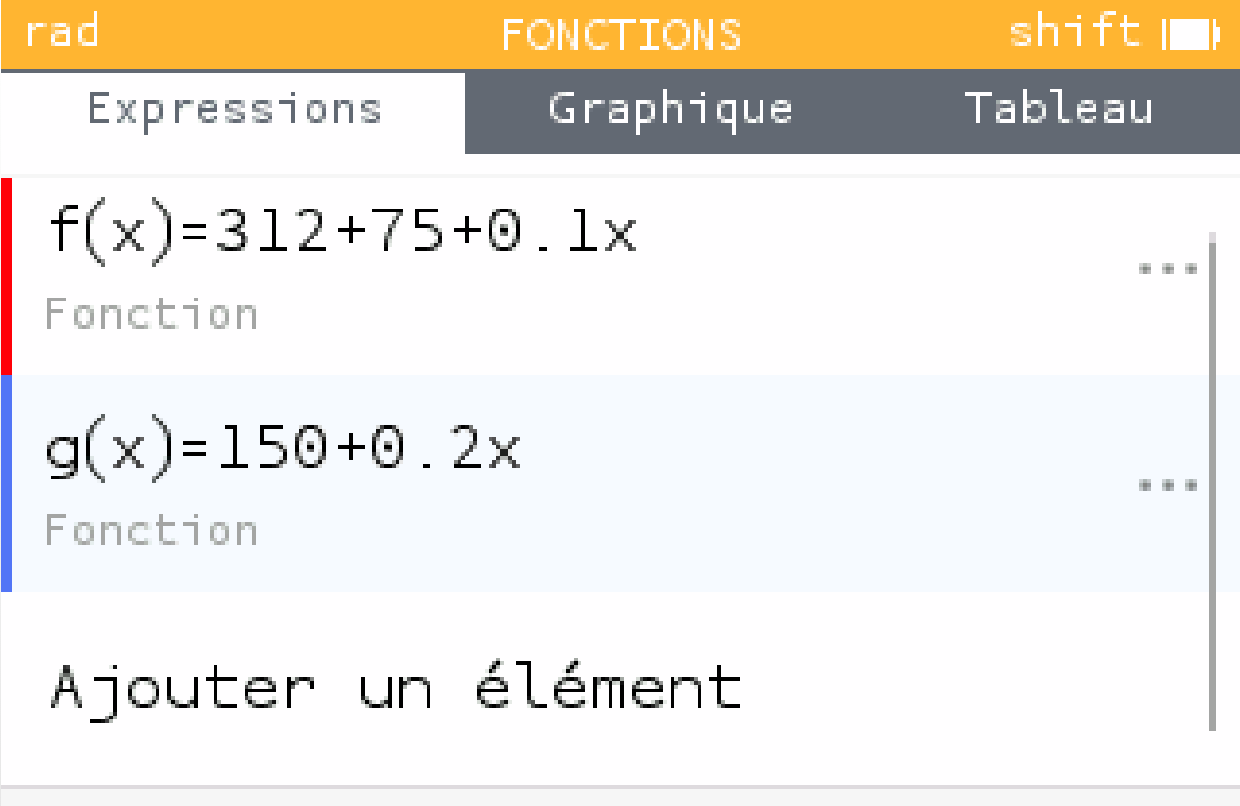 rad FONCTIONS shift
Expressions Graphique Tableau
f(x)=312+75+0.1x
...
Fonction
g(x)=150+0.2x
...
Fonction
Ajouter un élément